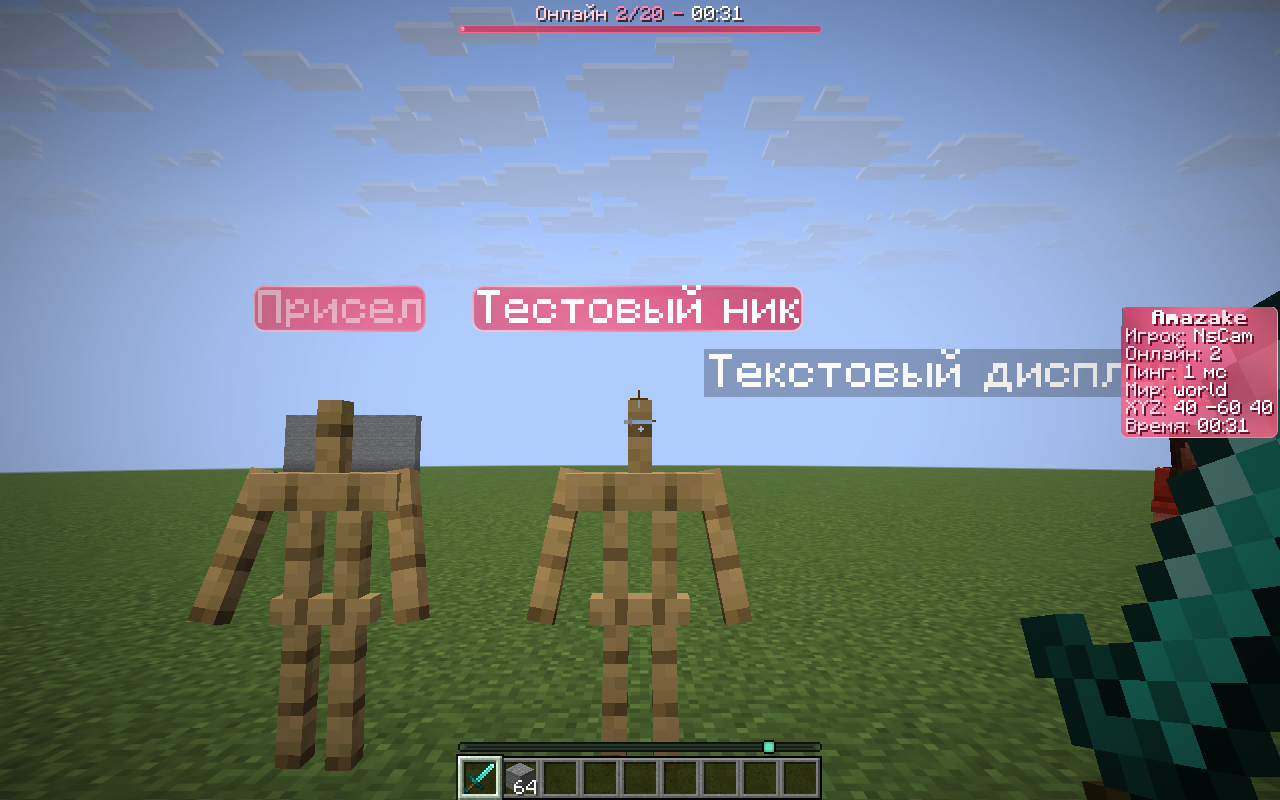 Онлайн 2/20 - 00:31
Присел
Тестовый ник
Текстовый диспл
Amazake
Игрок: NsCam
Онлайн: 2
Пинг: 1 мс
Мир: world
XYZ: 40 -60 40
Время: 00:31
64